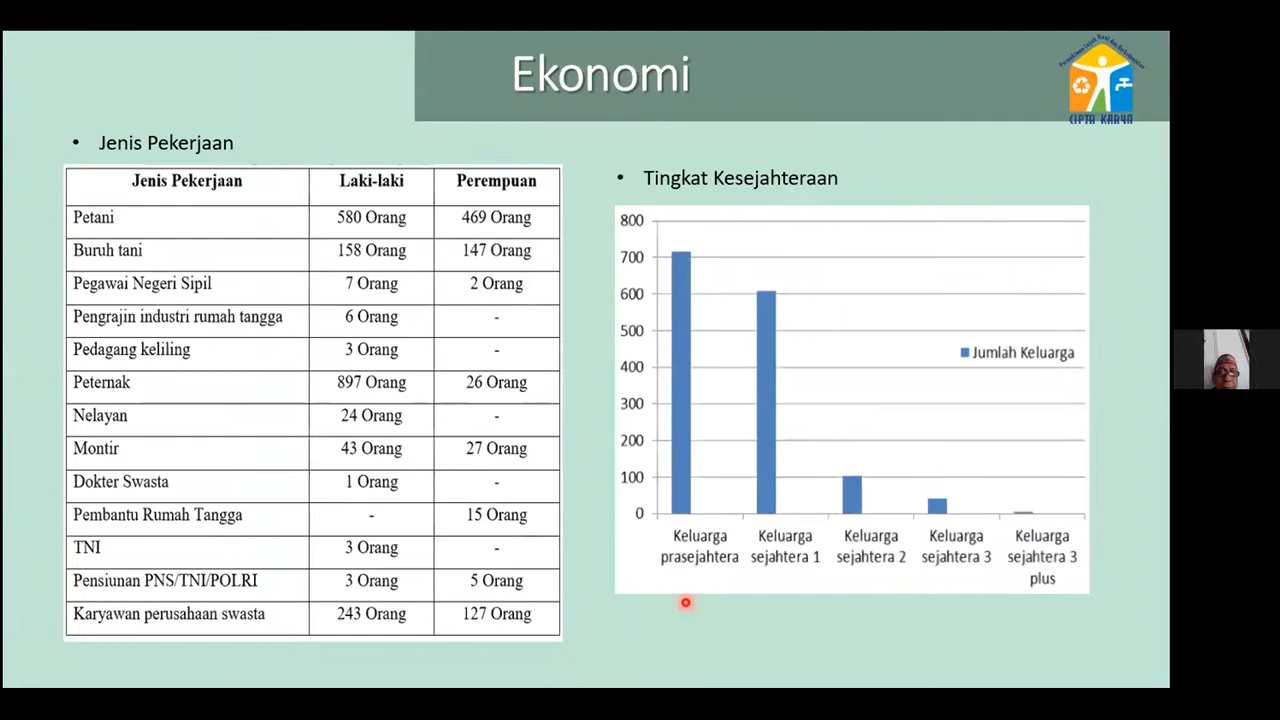 Ekonomi
CIPTA KARYA
• Jenis Pekerjaan
Jenis Pekerjaan Laki-laki Perempuan
Petani 580 Orang 469 Orang
Buruh tani 158 Orang 147 Orang
Pegawai Negeri Sipil 7 Orang 2 Orang
Pengrajin industri rumah tangga 6 Orang -
Pedagang keliling 3 Orang -
Peternak 897 Orang 26 Orang
Nelayan 24 Orang -
Montir 43 Orang 27 Orang
Dokter Swasta 1 Orang -
Pembantu Rumah Tangga - 15 Orang
TNI 3 Orang -
Pensiunan PNS/TNI/POLRI 3 Orang 5 Orang
Karyawan perusahaan swasta 243 Orang 127 Orang
• Tingkat Kesejahteraan
800
700
600
500
400
300
200
100
0
Jumlah Keluarga
Keluarga prasejahtera
Keluarga sejahtera 1
Keluarga sejahtera 2
Keluarga sejahtera 3
Keluarga sejahtera 3 plus